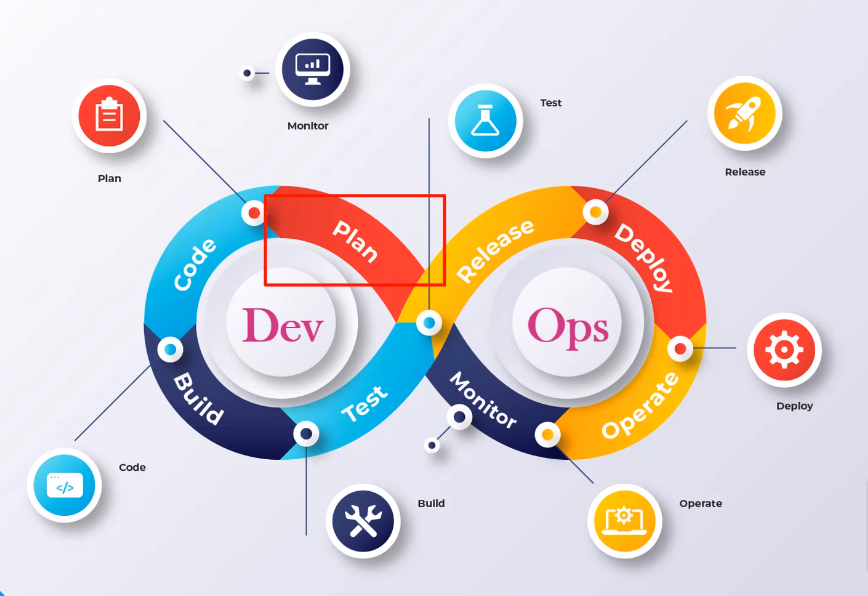 Monitor
Test
Plan
Release
Code
Plan
Release
Deploy
Dev
Ops
Build
Test
Monitor
Operate
Deploy
Code
</>
Build
Operate